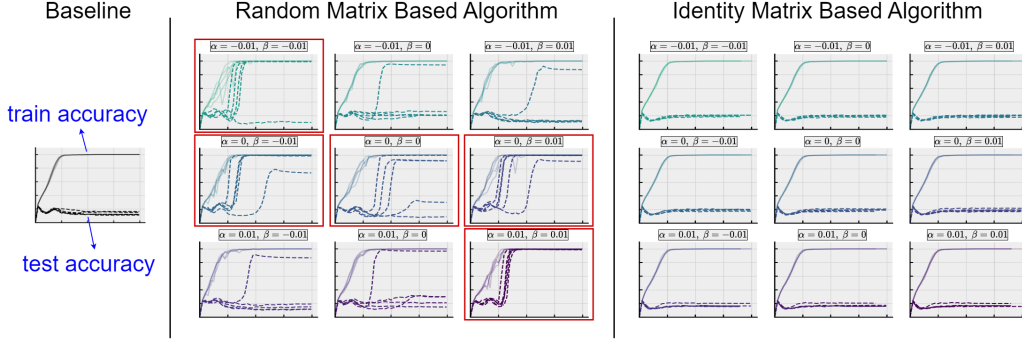 Baseline
Random Matrix Based Algorithm
Identity Matrix Based Algorithm
train accuracy
test accuracy
α = −0.01, β = −0.01
α = −0.01, β = 0
α = −0.01, β = 0.01
α = 0, β = −0.01
α = 0, β = 0
α = 0, β = 0.01
α = 0.01, β = −0.01
α = 0.01, β = 0
α = 0.01, β = 0.01
α = −0.01, β = −0.01
α = −0.01, β = 0
α = −0.01, β = 0.01
α = 0, β = −0.01
α = 0, β = 0
α = 0, β = 0.01
α = 0.01, β = −0.01
α = 0.01, β = 0
α = 0.01, β = 0.01